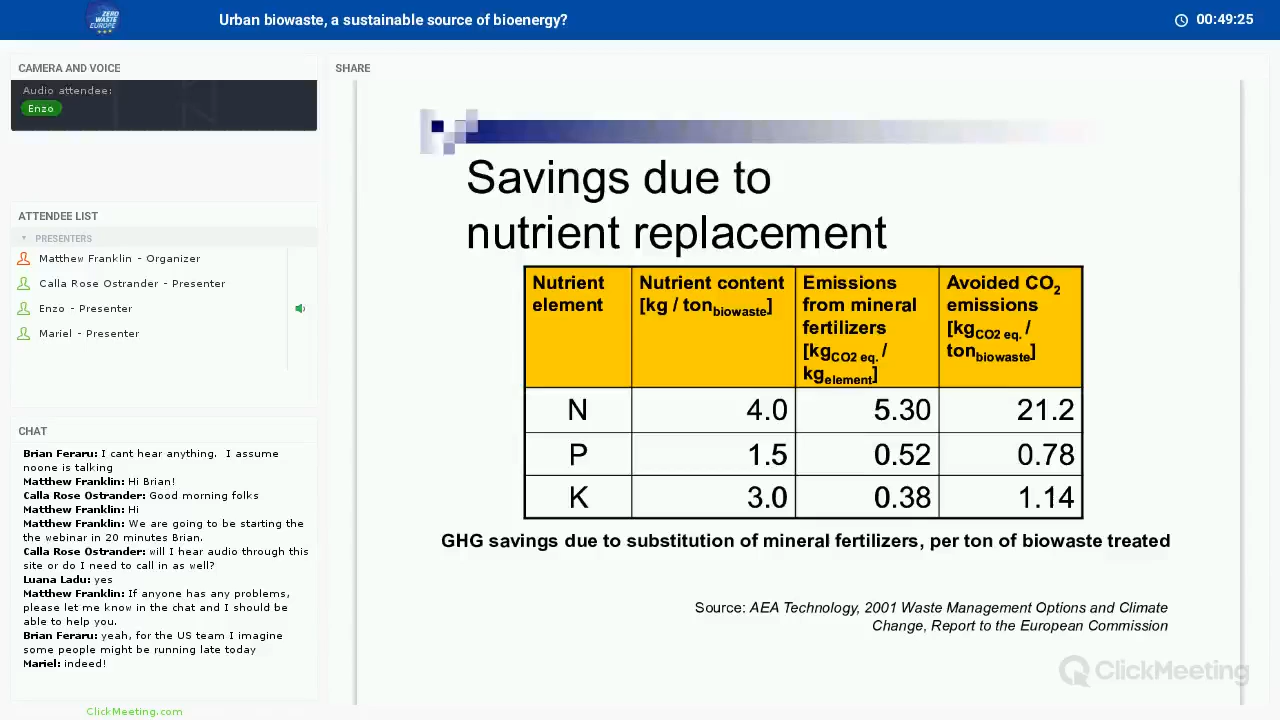 ZERO WASTE EUROPE
Urban biowaste, a sustainable source of bioenergy?
00:49:25
CAMERA AND VOICE
Audio attendee:
Enzo
ATTENDEE LIST
PRESENTERS
Matthew Franklin - Organizer
Calla Rose Ostrander - Presenter
Enzo - Presenter
Mariel - Presenter
CHAT
Brian Feraru: I cant hear anything. I assume
noone is talking
Matthew Franklin: Hi Brian!
Calla Rose Ostrander: Good morning folks
Matthew Franklin: Hi
Matthew Franklin: We are going to be starting the
the webinar in 20 minutes Brian.
Calla Rose Ostrander: will I hear audio through this
site or do I need to call in as well?
Luana Ladu: yes
Matthew Franklin: If anyone has any problems,
please let me know in the chat and I should be
able to help you.
Brian Feraru: yeah, for the US team I imagine
some people might be running late today
Mariel: indeed!
ClickMeeting.com
SHARE
Savings due to
nutrient replacement
Nutrient element
Nutrient content [kg / tonbiowaste]
Emissions from mineral fertilizers [kgCO2 eq. / kgelement]
Avoided CO2 emissions [kgCO2 eq. / tonbiowaste]
N 4.0 5.30 21.2
P 1.5 0.52 0.78
K 3.0 0.38 1.14
GHG savings due to substitution of mineral fertilizers, per ton of biowaste treated
Source: AEA Technology, 2001 Waste Management Options and Climate
Change, Report to the European Commission
ClickMeeting